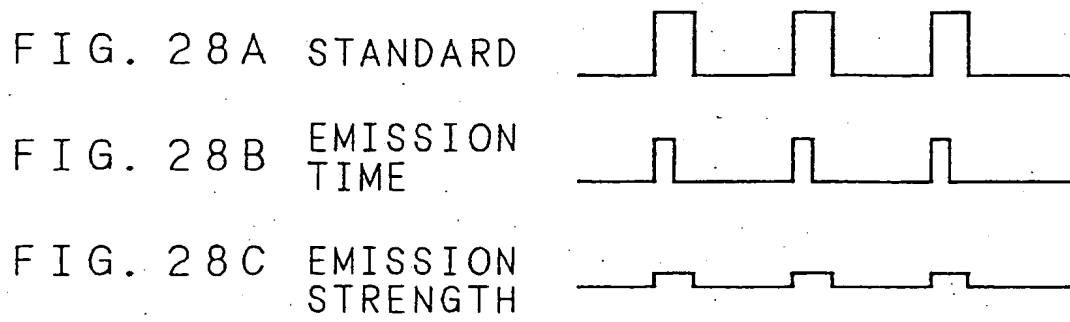 FIG. 28A STANDARD
FIG. 28B EMISSION TIME
FIG. 28C EMISSION STRENGTH